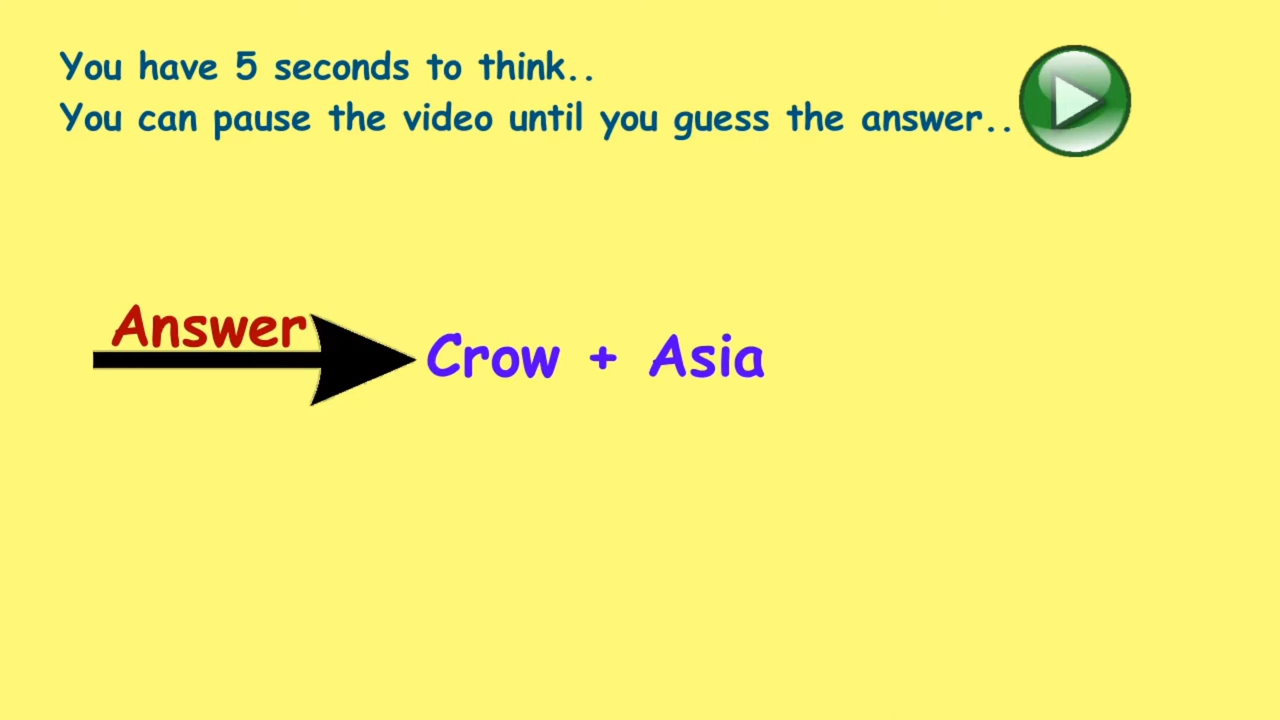 You have 5 seconds to think..
You can pause the video until you guess the answer..
Answer
Crow + Asia